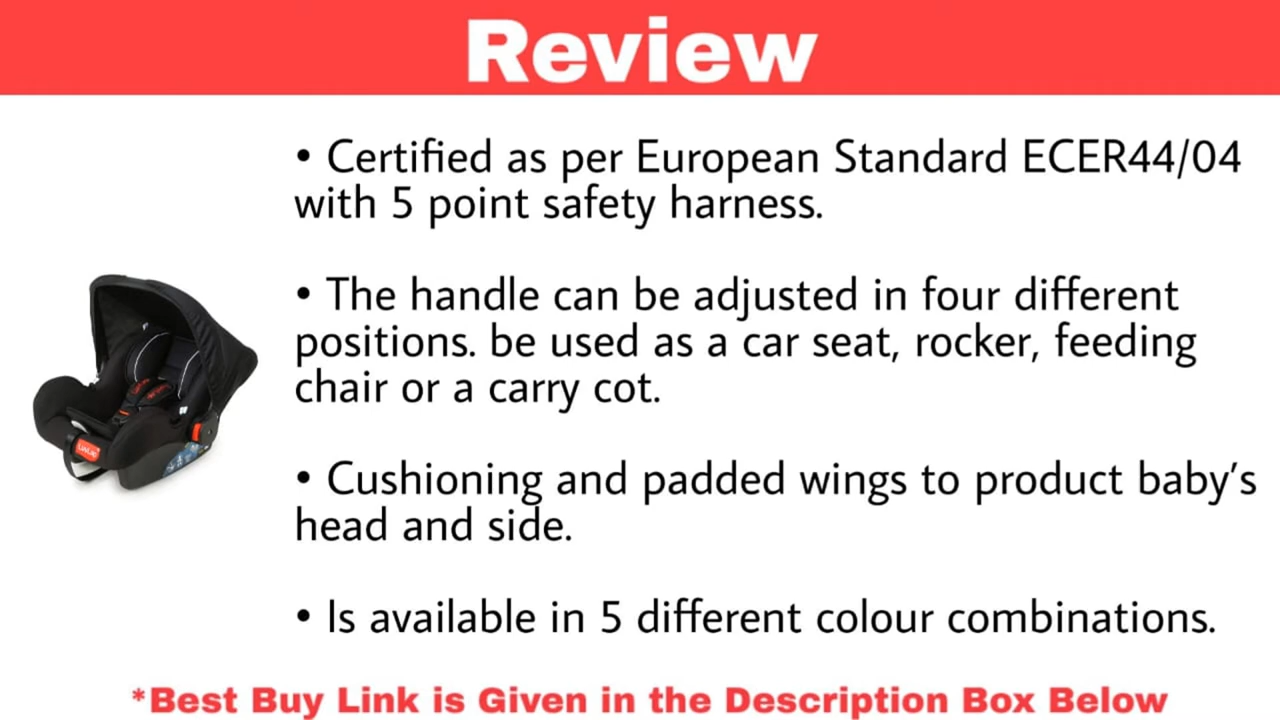 Review
• Certified as per European Standard ECER44/04
with 5 point safety harness.
• The handle can be adjusted in four different
positions. be used as a car seat, rocker, feeding
chair or a carry cot.
• Cushioning and padded wings to product baby's
head and side.
• Is available in 5 different colour combinations.
*Best Buy Link is Given in the Description Box Below